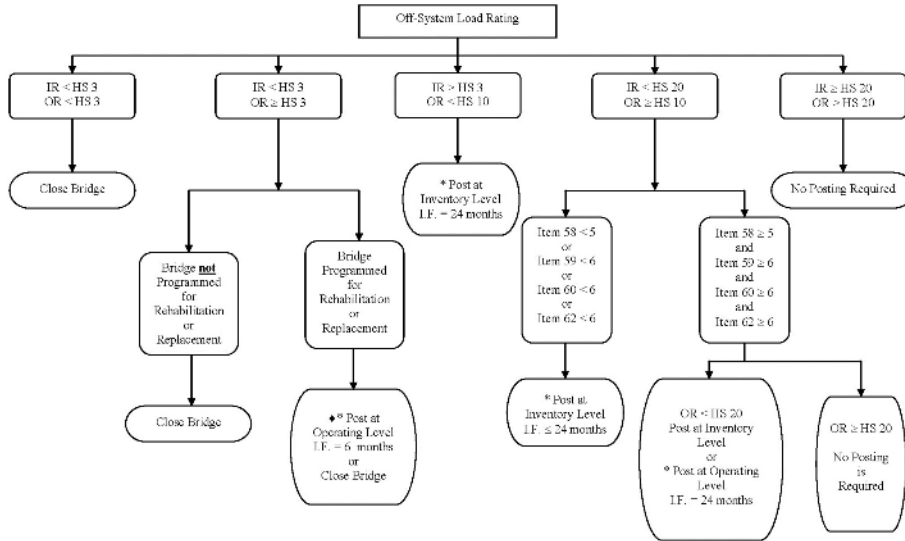 Off-System Load Rating
IR < HS 3
OR < HS 3
IR < HS 3
OR ≥ HS 3
IR > HS 3
OR < HS 10
IR < HS 20
OR ≥ HS 10
IR ≥ HS 20
OR > HS 20
Close Bridge
* Post at
Inventory Level
I.F. = 24 months
No Posting Required
Bridge not
Programmed
for
Rehabilitation
or
Replacement
Bridge
Programmed
for
Rehabilitation
or
Replacement
Item 58 < 5
or
Item 59 < 6
or
Item 60 < 6
or
Item 62 < 6
Item 58 ≥ 5
and
Item 59 ≥ 6
and
Item 60 ≥ 6
and
Item 62 ≥ 6
Close Bridge
♦* Post at
Operating Level
I.F. = 6 months
or
Close Bridge
* Post at
Inventory Level
I.F. ≤ 24 months
OR < HS 20
Post at Inventory
Level
or
* Post at Operating
Level
I.F. = 24 months
OR ≥ HS 20
No Posting
is
Required